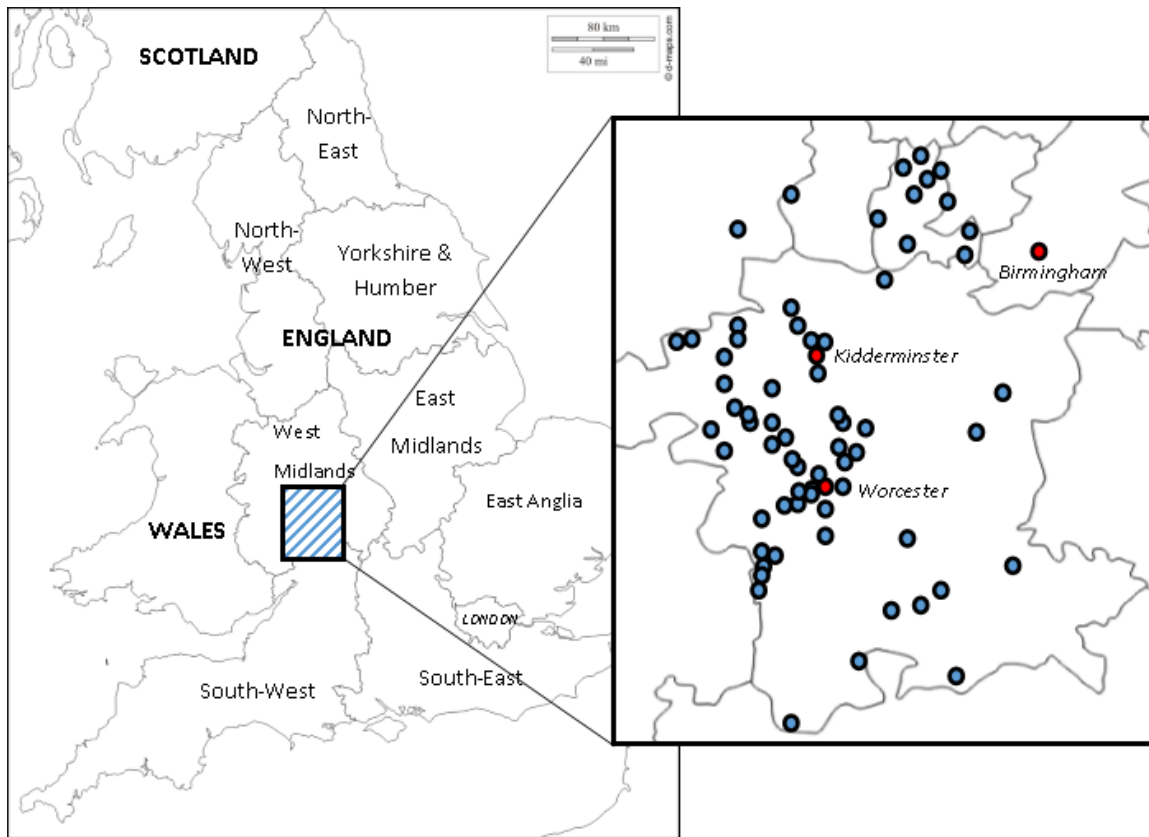 80 km
40 mi
© d-maps.com
SCOTLAND
North-
East
North-
West
Yorkshire &
Humber
ENGLAND
East
Midlands
West
Midlands
East Anglia
WALES
LONDON
South-East
South-West
Birmingham
Kidderminster
Worcester